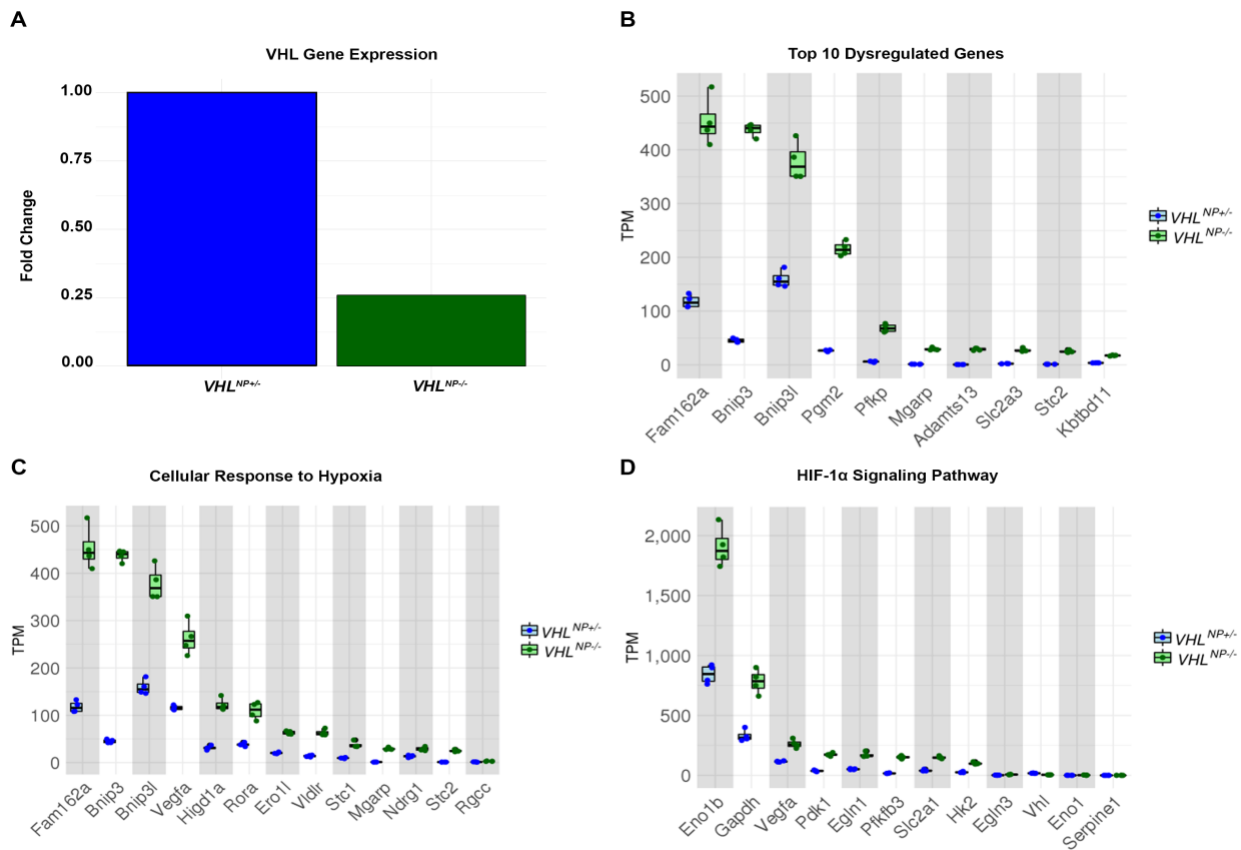 A
VHL Gene Expression
Fold Change
1.00
0.75
0.50
0.25
0.00
VHL^NP+/-
VHL^NP-/-
B
Top 10 Dysregulated Genes
TPM
500
400
300
200
100
0
Fam162a
Bnip3
Bnip3l
Pgm2
Pfkp
Mgarp
Adamts13
Slc2a3
Stc2
Kbtbd11
VHL^NP+/-
VHL^NP-/-
C
Cellular Response to Hypoxia
TPM
500
400
300
200
100
0
Fam162a
Bnip3
Bnip3l
Vegfa
Higd1a
Rora
Ero1l
Vldlr
Stc1
Mgarp
Ndrg1
Stc2
Rgcc
VHL^NP+/-
VHL^NP-/-
D
HIF-1α Signaling Pathway
TPM
2,000
1,500
1,000
500
0
Eno1b
Gapdh
Vegfa
Pdk1
Egln1
Pfkfb3
Slc2a1
Hk2
Egln3
Vhl
Eno1
Serpine1
VHL^NP+/-
VHL^NP-/-